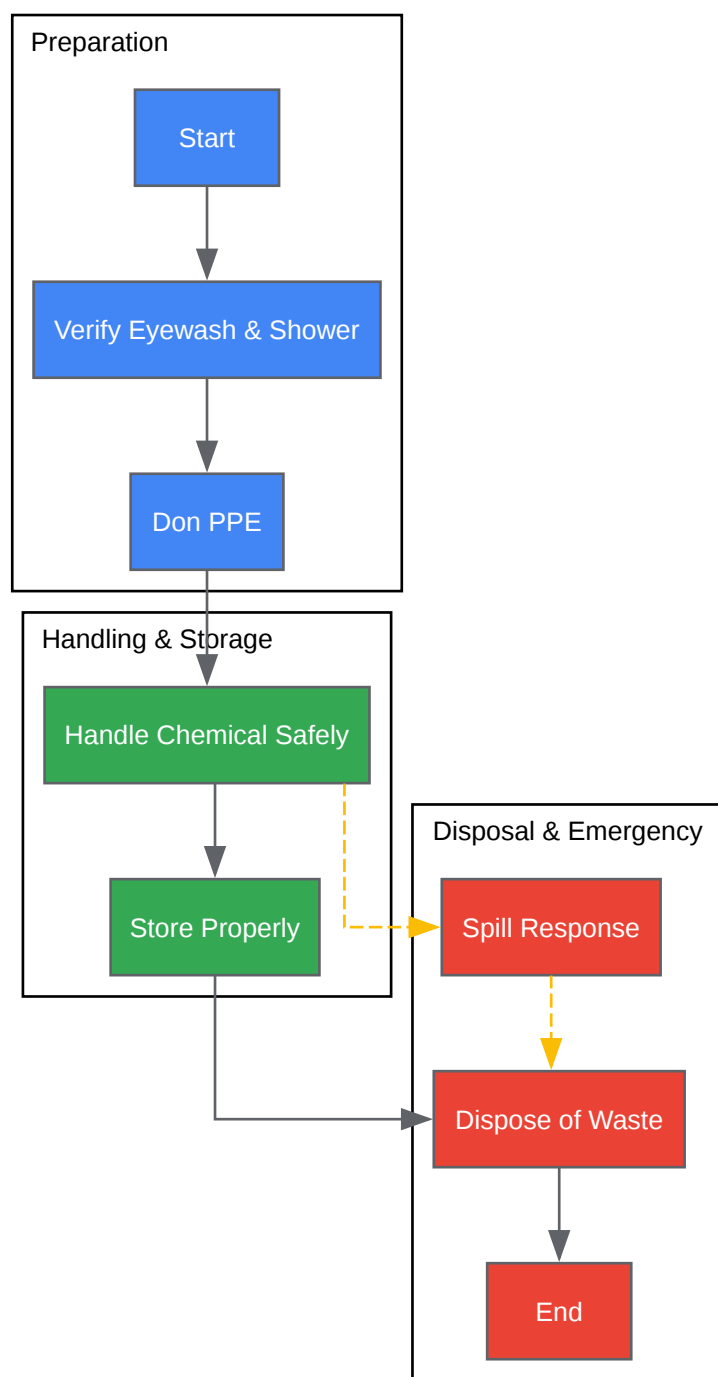 Preparation
Start
Verify Eyewash & Shower
Don PPE
Handling & Storage
Handle Chemical Safely
Store Properly
Disposal & Emergency
Spill Response
Dispose of Waste
End